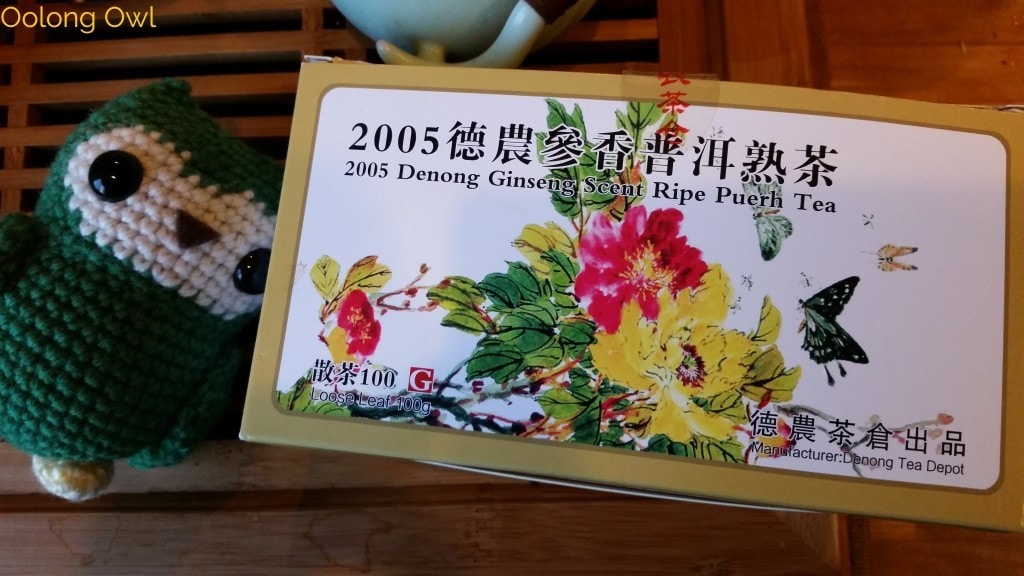 Oolong Owl
茶
2005德農參香普洱熟茶
2005 Denong Ginseng Scent Ripe Puerh Tea
散茶100 G
Loose Leaf 100g
德農茶倉出品
Manufacturer:Denong Tea Depot